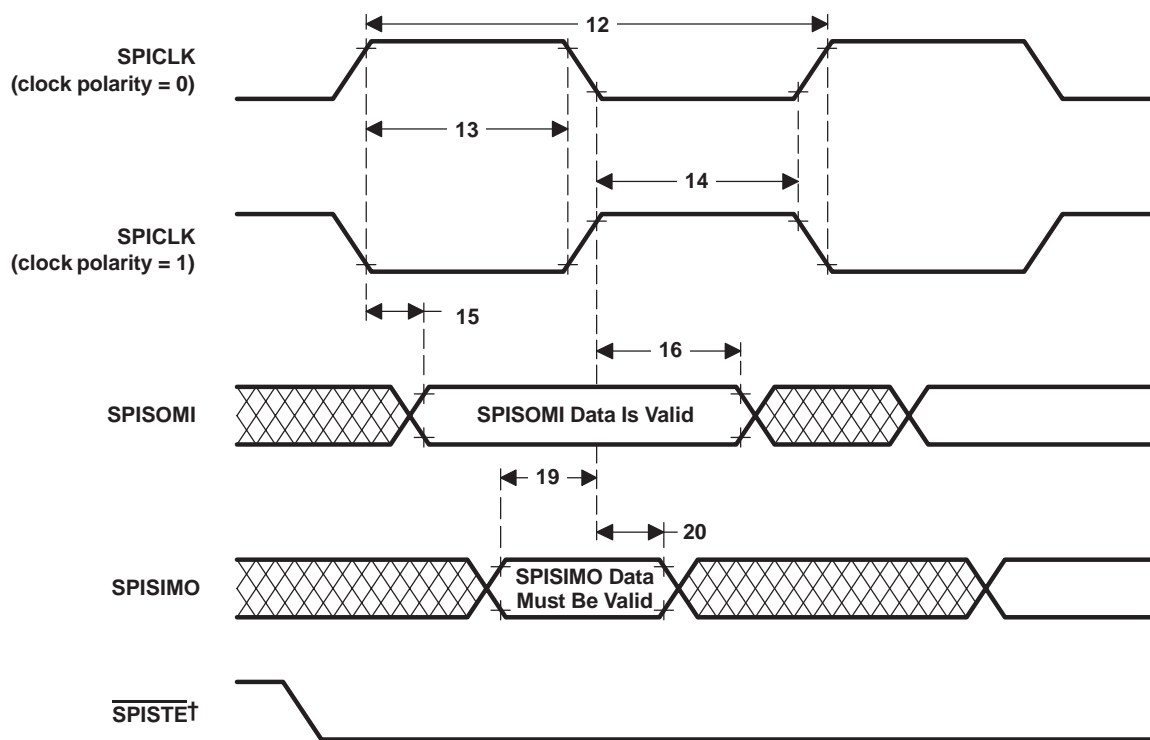 12
SPICLK
(clock polarity = 0)
13
14
SPICLK
(clock polarity = 1)
15
16
SPISOMI
SPISOMI Data Is Valid
19
20
SPISIMO
SPISIMO Data
Must Be Valid
SPISTE†